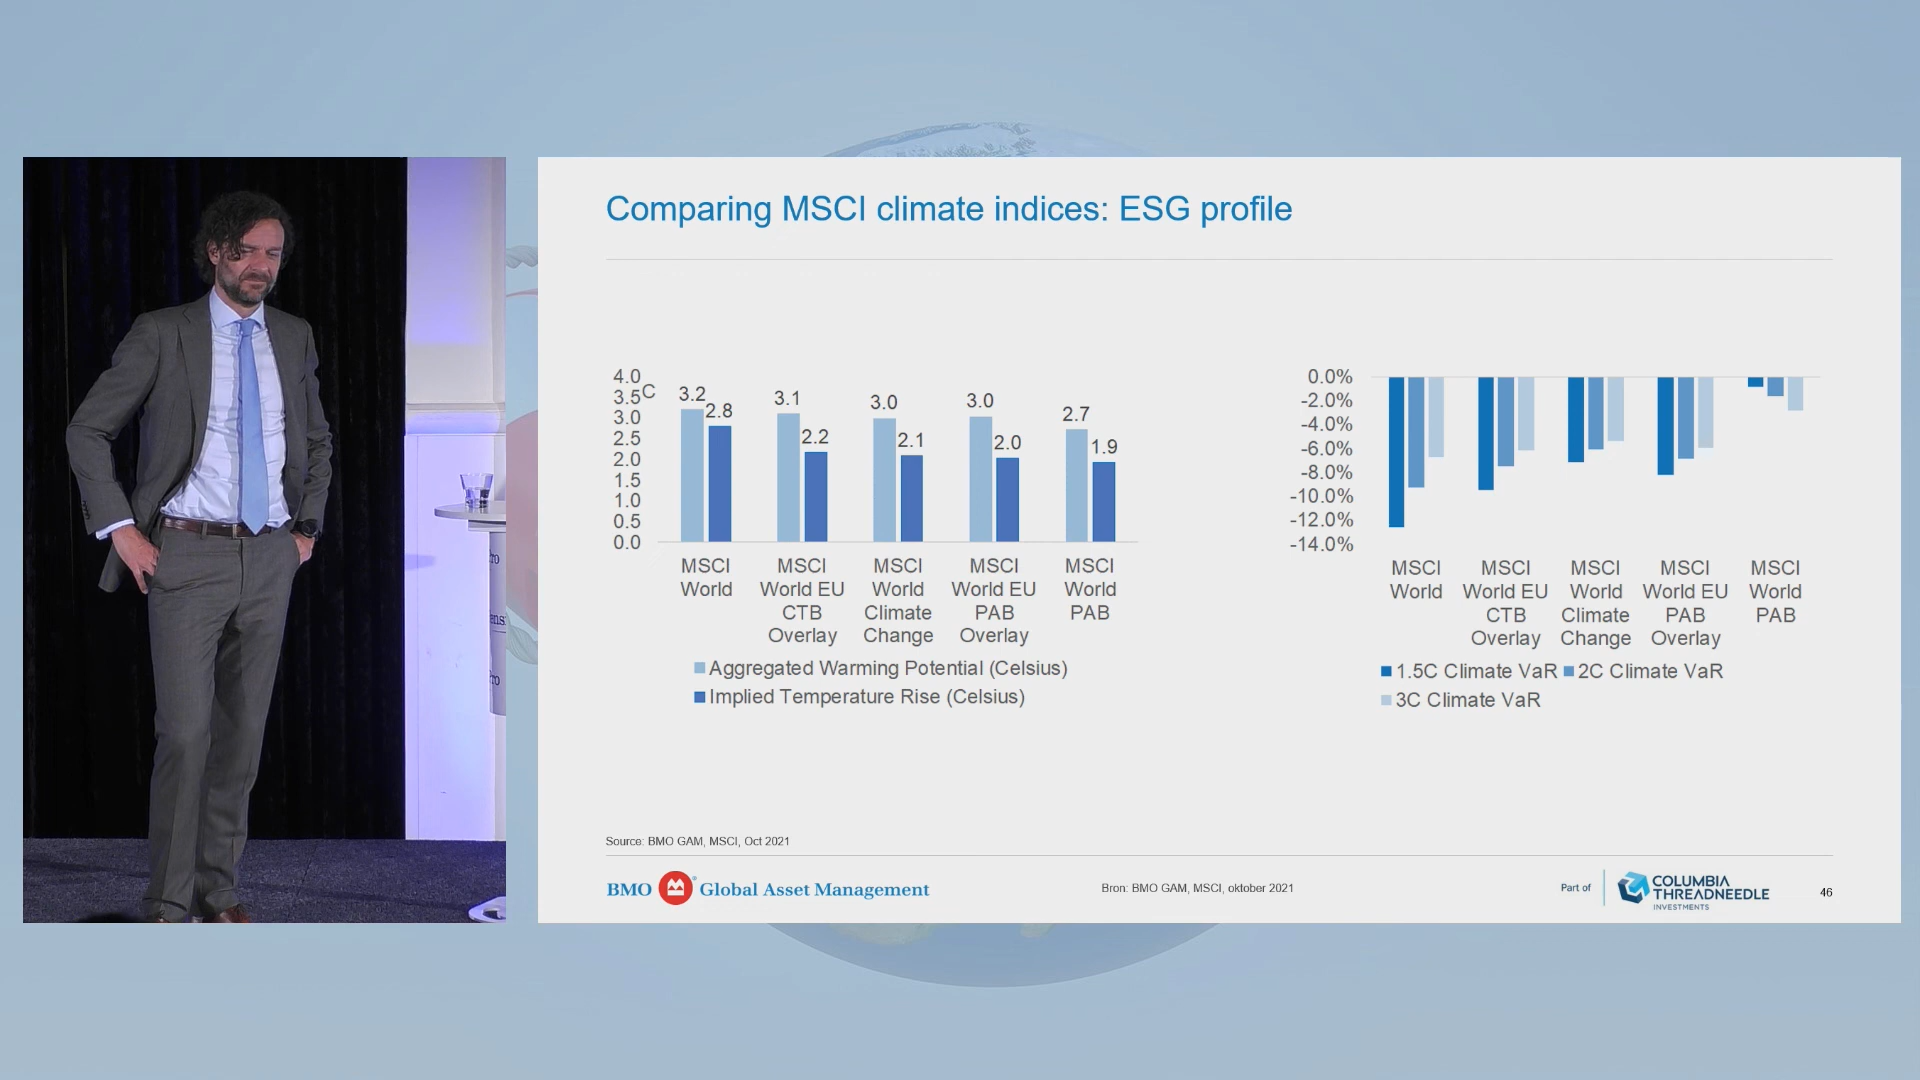 Comparing MSCI climate indices: ESG profile
4.0
3.5
3.0
2.5
2.0
1.5
1.0
0.5
0.0
C
3.2
2.8
3.1
2.2
3.0
2.1
3.0
2.0
2.7
1.9
MSCI
World
MSCI
World EU
CTB
Overlay
MSCI
World
Climate
Change
MSCI
World EU
PAB
Overlay
MSCI
World
PAB
Aggregated Warming Potential (Celsius)
Implied Temperature Rise (Celsius)
0.0%
-2.0%
-4.0%
-6.0%
-8.0%
-10.0%
-12.0%
-14.0%
MSCI
World
MSCI
World EU
CTB
Overlay
MSCI
World
Climate
Change
MSCI
World EU
PAB
Overlay
MSCI
World
PAB
1.5C Climate VaR 2C Climate VaR
3C Climate VaR
Source: BMO GAM, MSCI, Oct 2021
BMO Global Asset Management
Bron: BMO GAM, MSCI, oktober 2021
Part of
COLUMBIA
THREADNEEDLE
INVESTMENTS
46